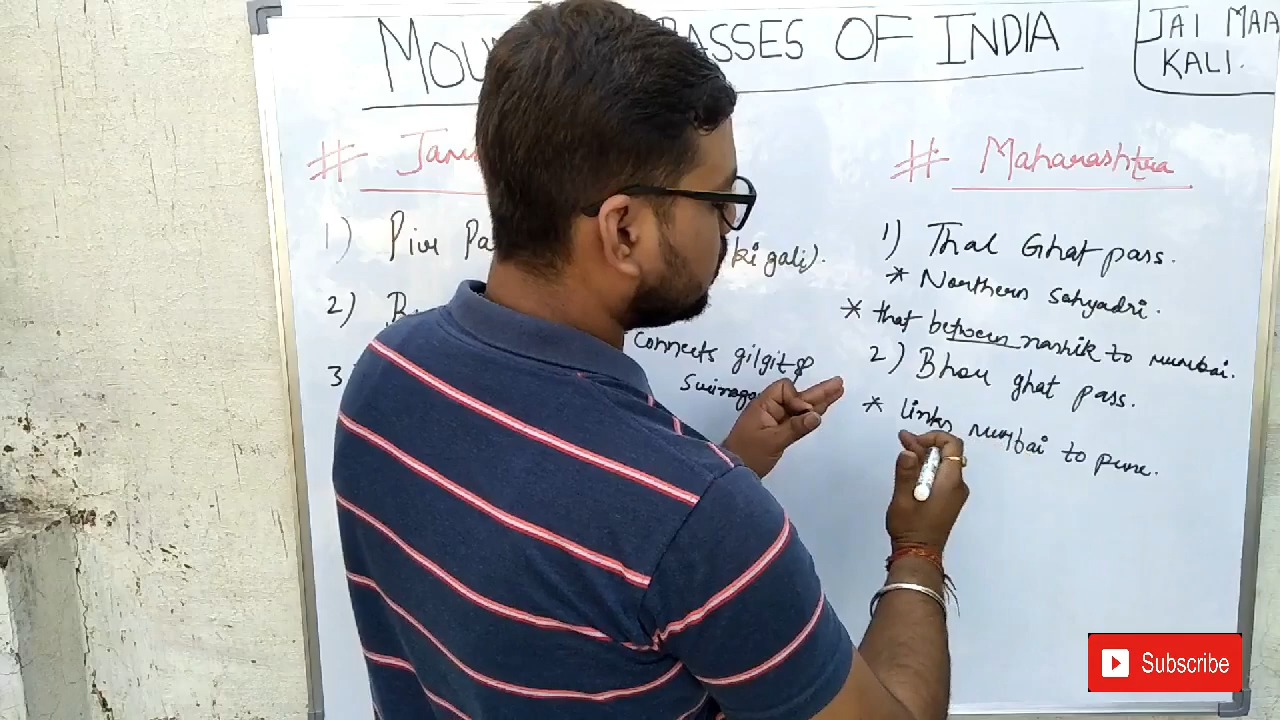 MOU PASSES OF INDIA
JAI MAA
KALI.
# Jam
1) Pir Pa ki gali).
2) B
3
Connects gilgit &
Srinaga
# Maharashtra
1) Thal Ghat pass.
* Northern Sahyadri.
* that between nashik to mumbai.
2) Bhor ghat pass.
* links mumbai to pune.
Subscribe